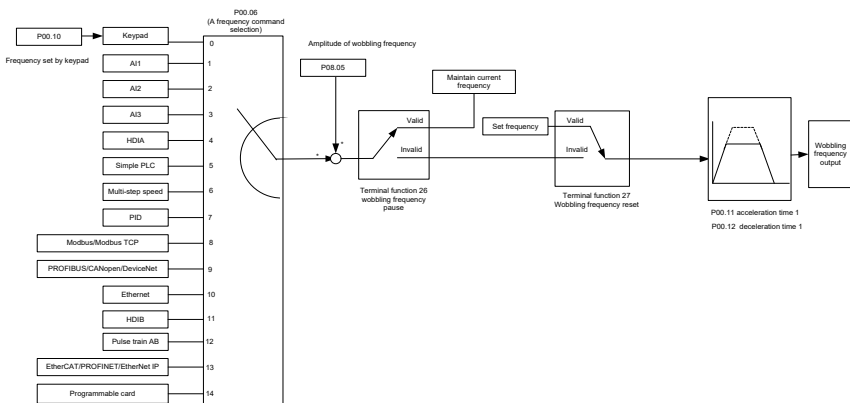 P00.06
(A frequency command
selection)
P00.10
Keypad
0
Frequency set by keypad
AI1
1
AI2
2
AI3
3
HDIA
4
Simple PLC
5
Multi-step speed
6
PID
7
Modbus/Modbus TCP
8
PROFIBUS/CANopen/DeviceNet
9
Ethernet
10
HDIB
11
Pulse train AB
12
EtherCAT/PROFINET/EtherNet IP
13
Programmable card
14
Amplitude of wobbling frequency
P08.05
*
*
Maintain current
frequency
Valid
Invalid
Terminal function 26
wobbling frequency
pause
Set frequency
Valid
Invalid
Terminal function 27
Wobbling frequency reset
P00.11 acceleration time 1
P00.12 deceleration time 1
Wobbling
frequency
output